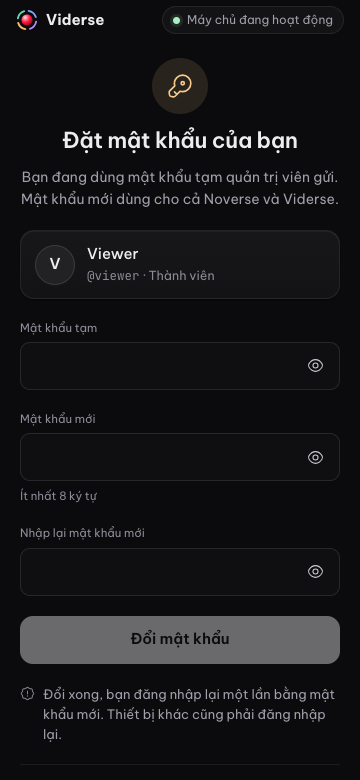 Viderse
Máy chủ đang hoạt động
Đặt mật khẩu của bạn
Bạn đang dùng mật khẩu tạm quản trị viên gửi.
Mật khẩu mới dùng cho cả Noverse và Viderse.
V
Viewer
@viewer · Thành viên
Mật khẩu tạm
Mật khẩu mới
Ít nhất 8 ký tự
Nhập lại mật khẩu mới
Đổi mật khẩu
Đổi xong, bạn đăng nhập lại một lần bằng mật
khẩu mới. Thiết bị khác cũng phải đăng nhập
lại.